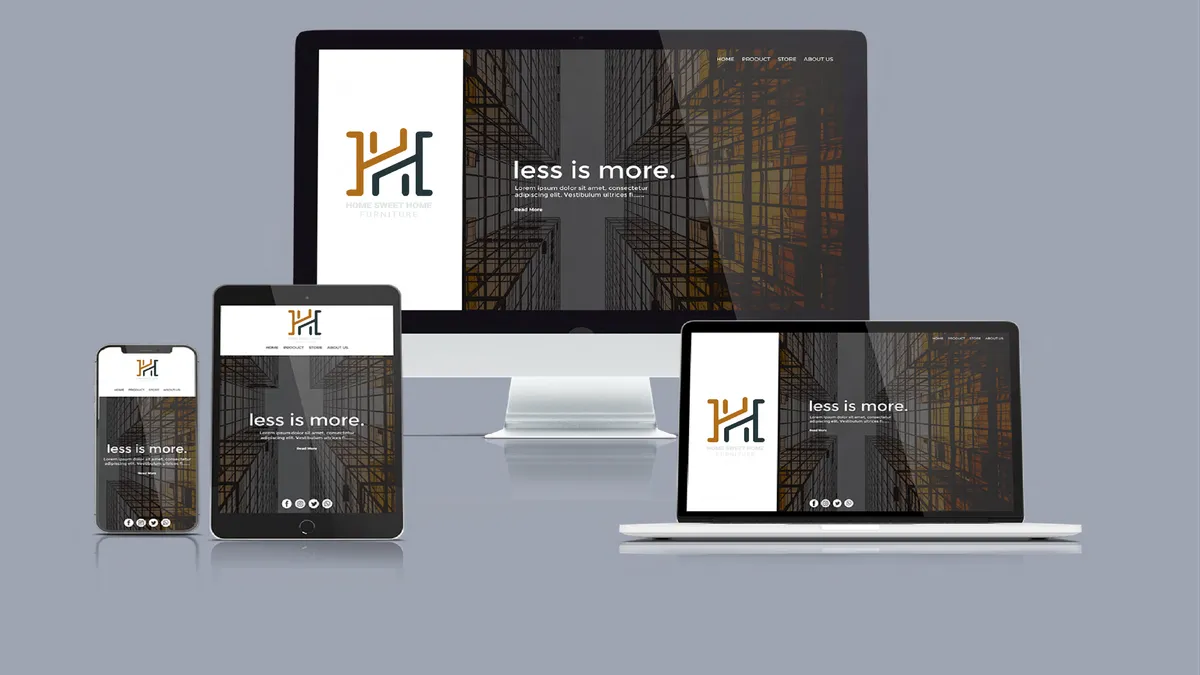 HOME PRODUCT STORE ABOUT US
less is more.
Lorem ipsum dolor sit amet, consectetur
adipiscing elit. Vestibulum ultrices fi......
Read More
HOME SWEET HOME
FURNITURE
HOME PRODUCT STORE ABOUT US
less is more.
Lorem ipsum dolor sit amet, consectetur
adipiscing elit. Vestibulum ultrices fi......
Read More
HOME PRODUCT STORE ABOUT US
less is more.
Lorem ipsum dolor sit amet, consectetur
adipiscing elit. Vestibulum ultrices fi......
Read More
HOME PRODUCT STORE ABOUT US
less is more.
Lorem ipsum dolor sit amet, consectetur
adipiscing elit. Vestibulum ultrices fi......
Read More
HOME SWEET HOME
FURNITURE